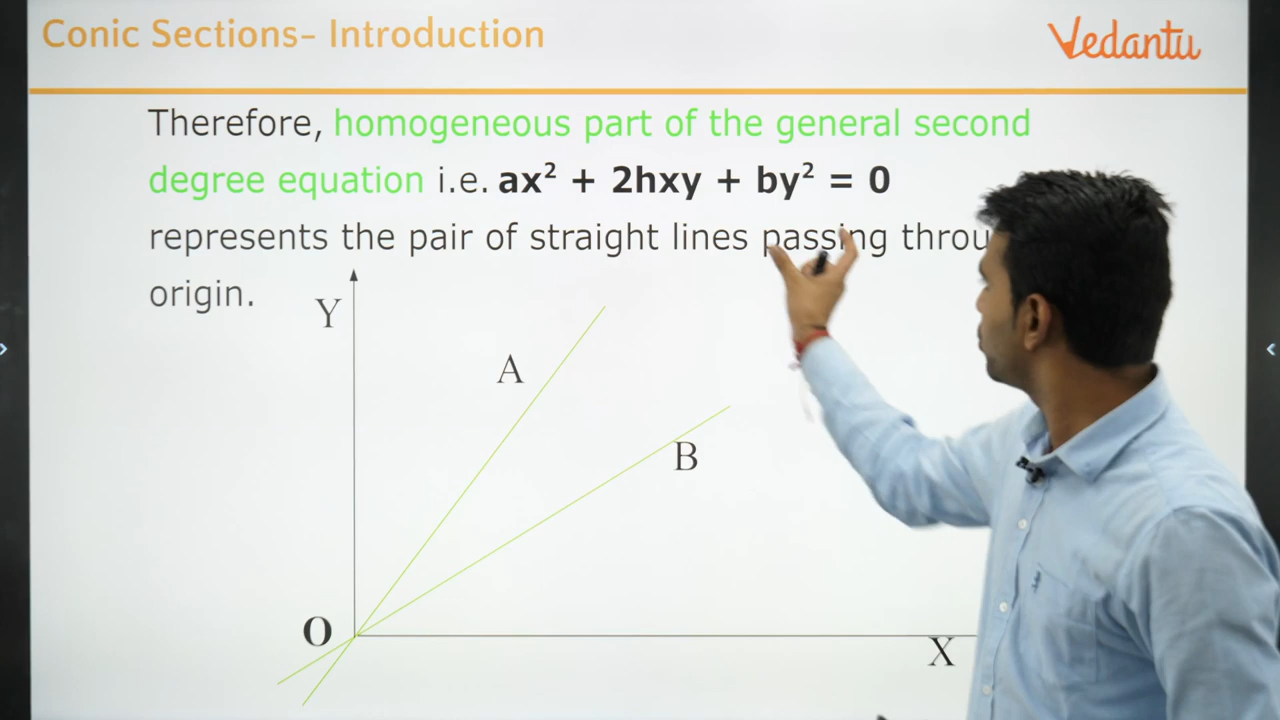 Conic Sections- Introduction
Vedantu
Therefore, homogeneous part of the general second
degree equation i.e. ax² + 2hxy + by² = 0
represents the pair of straight lines passing throu
origin.
Y
A
B
O
X